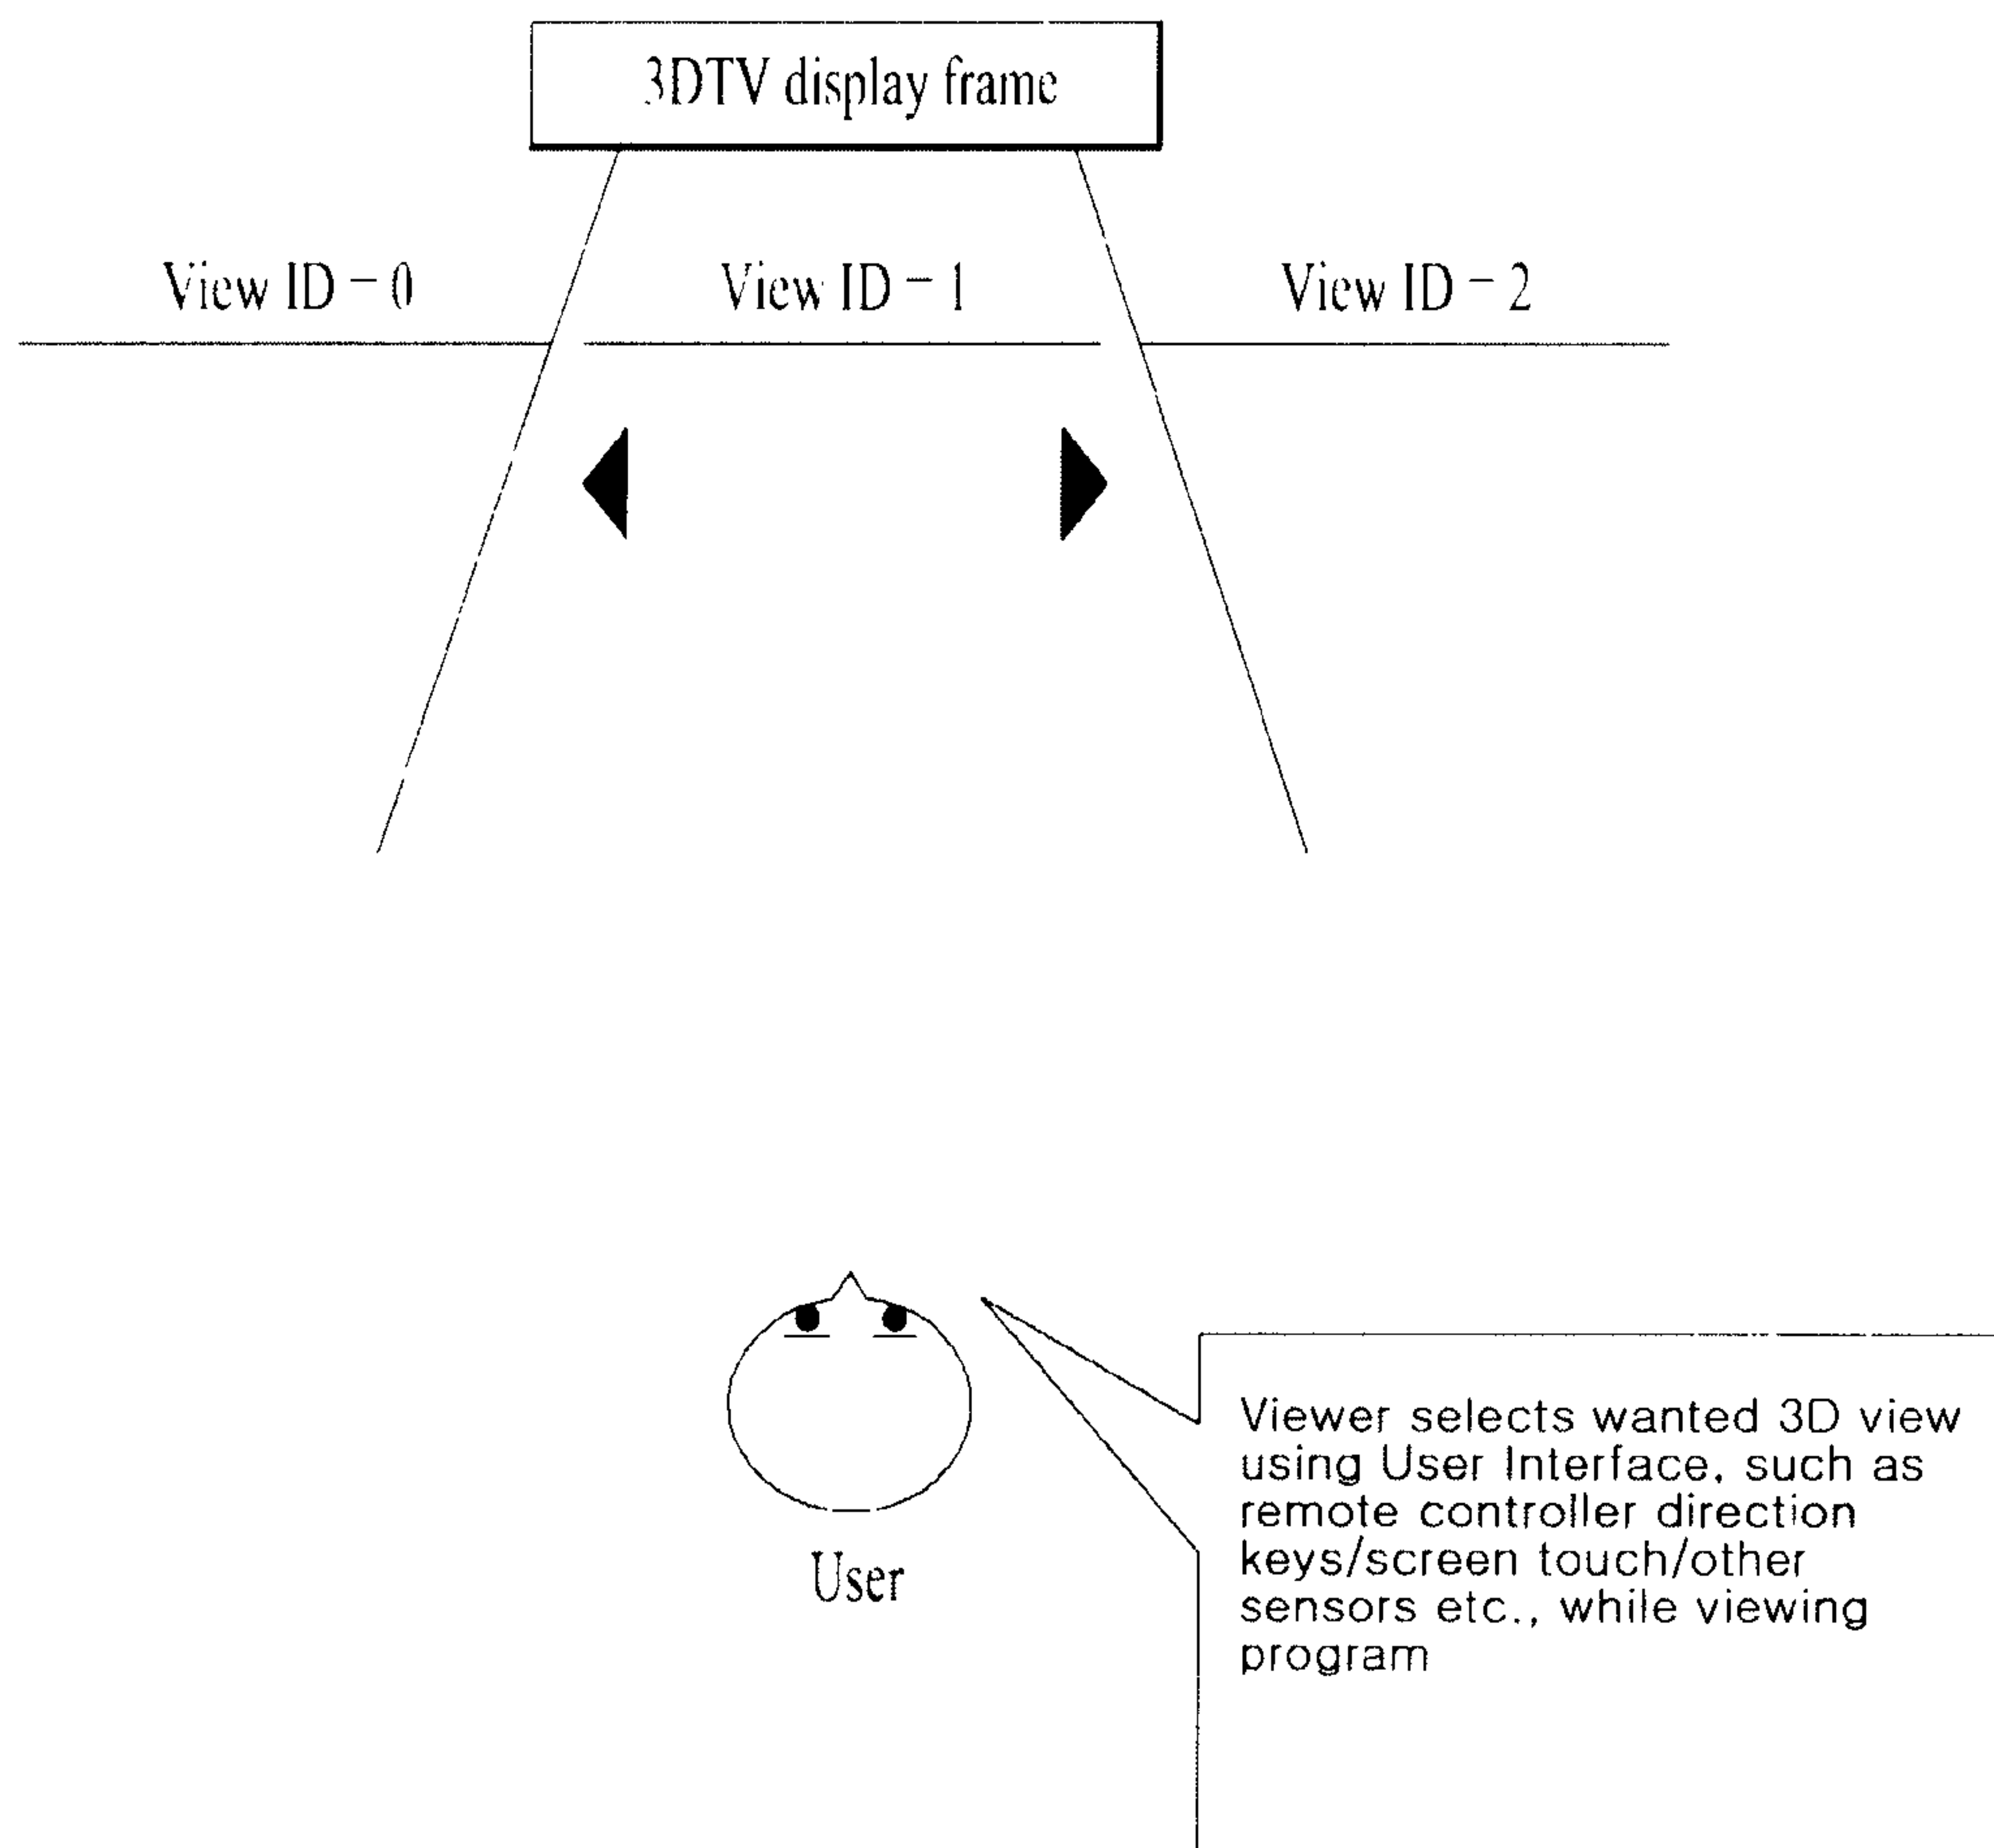 3DTV display frame
View ID = 0
View ID = 1
View ID = 2
User
Viewer selects wanted 3D view
using User Interface, such as
remote controller direction
keys/screen touch/other
sensors etc., while viewing
program